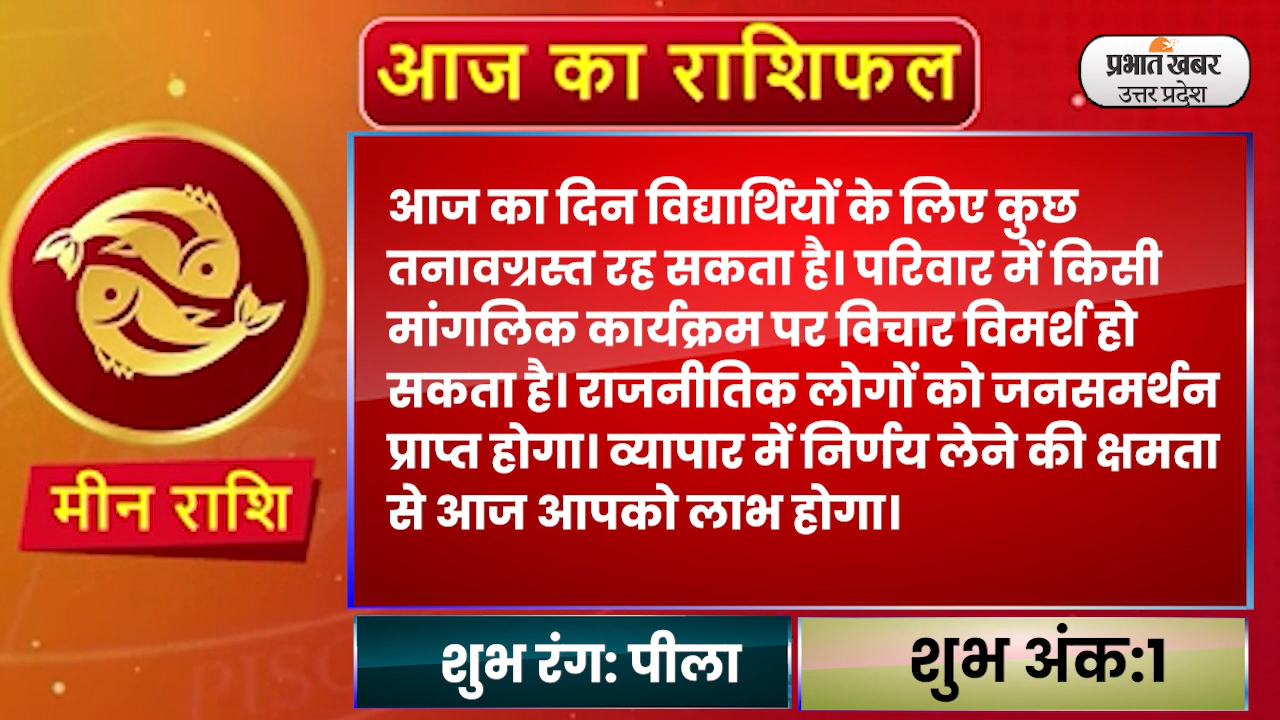 आज का राशिफल
प्रभात खबर
उत्तर प्रदेश
आज का दिन विद्यार्थियों के लिए कुछ
तनावग्रस्त रह सकता है। परिवार में किसी
मांगलिक कार्यक्रम पर विचार विमर्श हो
सकता है। राजनीतिक लोगों को जनसमर्थन
प्राप्त होगा। व्यापार में निर्णय लेने की क्षमता
से आज आपको लाभ होगा।
मीन राशि
शुभ रंग: पीला
शुभ अंक:1